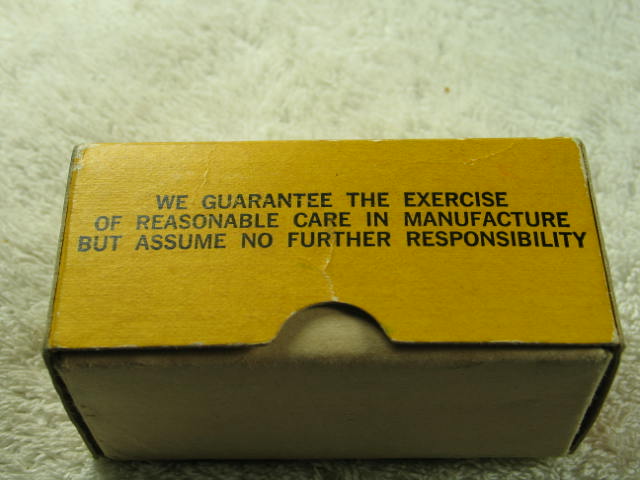 WE GUARANTEE THE EXERCISE
OF REASONABLE CARE IN MANUFACTURE
BUT ASSUME NO FURTHER RESPONSIBILITY